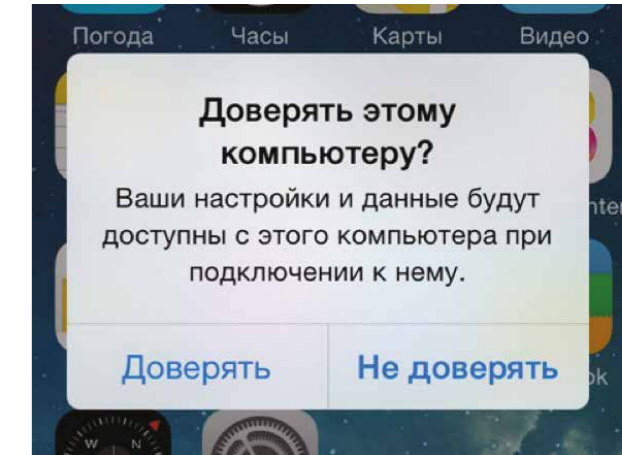 Погода Часы Карты Видео
Доверять этому
компьютеру?
Ваши настройки и данные будут
доступны с этого компьютера при
подключении к нему.
Доверять Не доверять
W N